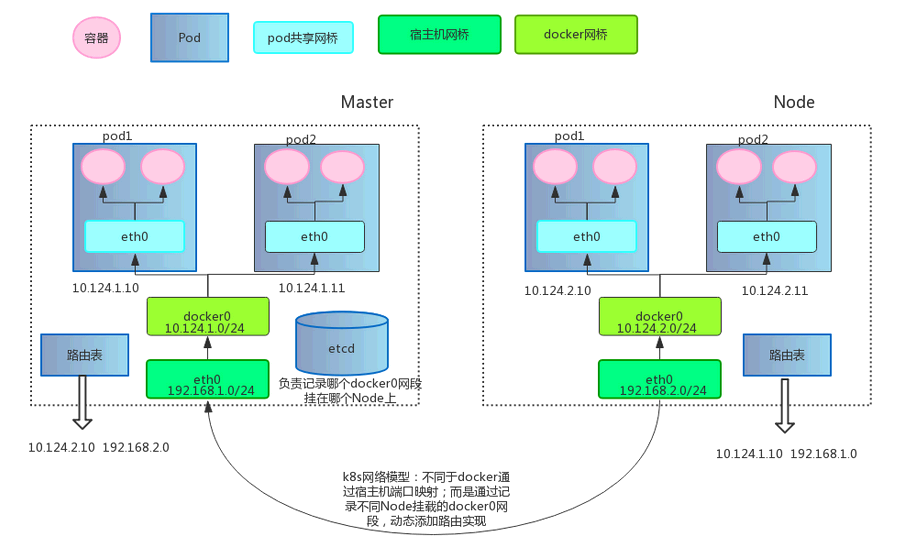 容器
Pod
pod共享网桥
宿主机网桥
docker网桥
Master
pod1
pod2
eth0
eth0
10.124.1.10
10.124.1.11
docker0
10.124.1.0/24
etcd
路由表
eth0
192.168.1.0/24
负责记录哪个docker0网段
挂在哪个Node上
10.124.2.10 192.168.2.0
Node
pod1
pod2
eth0
eth0
10.124.2.10
10.124.2.11
docker0
10.124.2.0/24
路由表
eth0
192.168.2.0/24
10.124.1.10 192.168.1.0
k8s网络模型：不同于docker通
过宿主机端口映射；而是通过记
录不同Node挂载的docker0网
段，动态添加路由实现